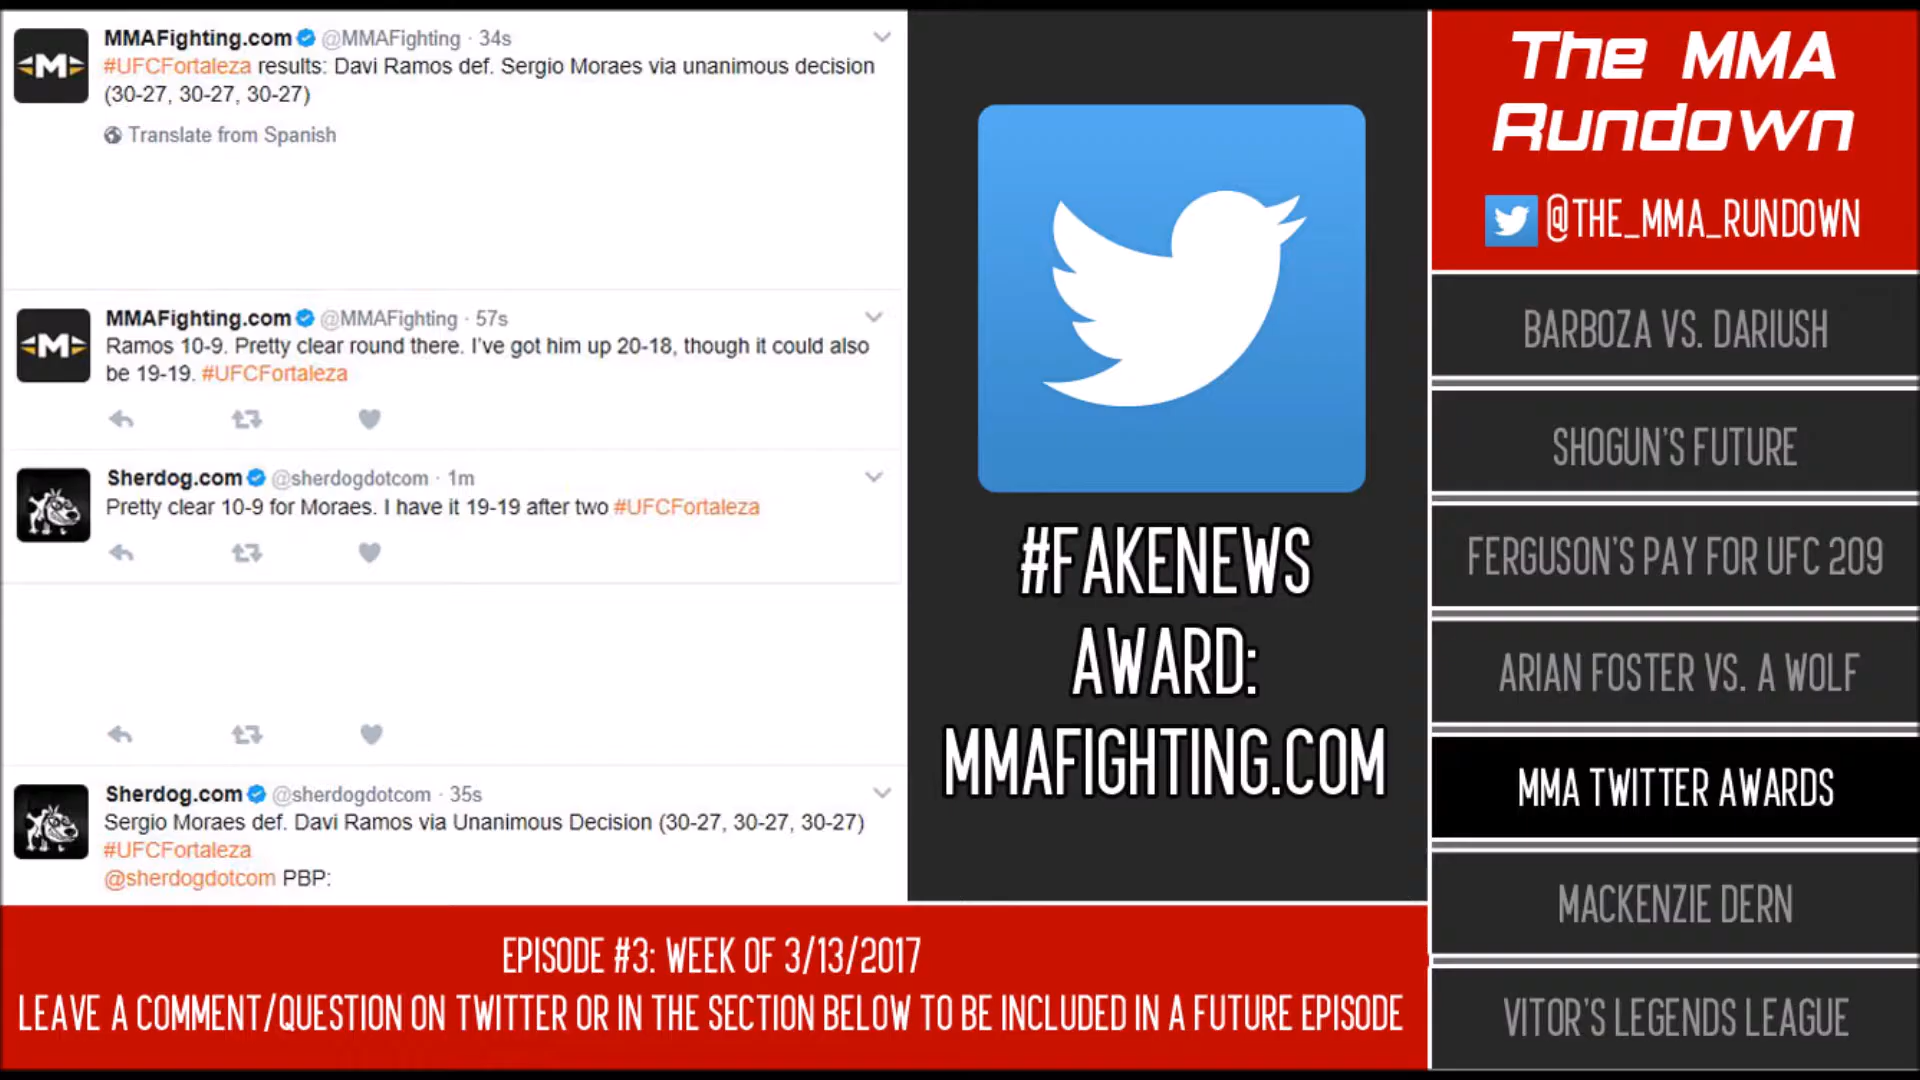 MMAFighting.com @MMAFighting · 34s
#UFCFortaleza results: Davi Ramos def. Sergio Moraes via unanimous decision
(30-27, 30-27, 30-27)
Translate from Spanish
MMAFighting.com @MMAFighting · 57s
Ramos 10-9. Pretty clear round there. I've got him up 20-18, though it could also
be 19-19. #UFCFortaleza
Sherdog.com @sherdogdotcom · 1m
Pretty clear 10-9 for Moraes. I have it 19-19 after two #UFCFortaleza
Sherdog.com @sherdogdotcom · 35s
Sergio Moraes def. Davi Ramos via Unanimous Decision (30-27, 30-27, 30-27)
#UFCFortaleza
@sherdogdotcom PBP:
#FAKENEWS
AWARD:
MMAFIGHTING.COM
The MMA
Rundown
@THE_MMA_RUNDOWN
BARBOZA VS. DARIUSH
SHOGUN'S FUTURE
FERGUSON'S PAY FOR UFC 209
ARIAN FOSTER VS. A WOLF
MMA TWITTER AWARDS
MACKENZIE DERN
VITOR'S LEGENDS LEAGUE
EPISODE #3: WEEK OF 3/13/2017
LEAVE A COMMENT/QUESTION ON TWITTER OR IN THE SECTION BELOW TO BE INCLUDED IN A FUTURE EPISODE